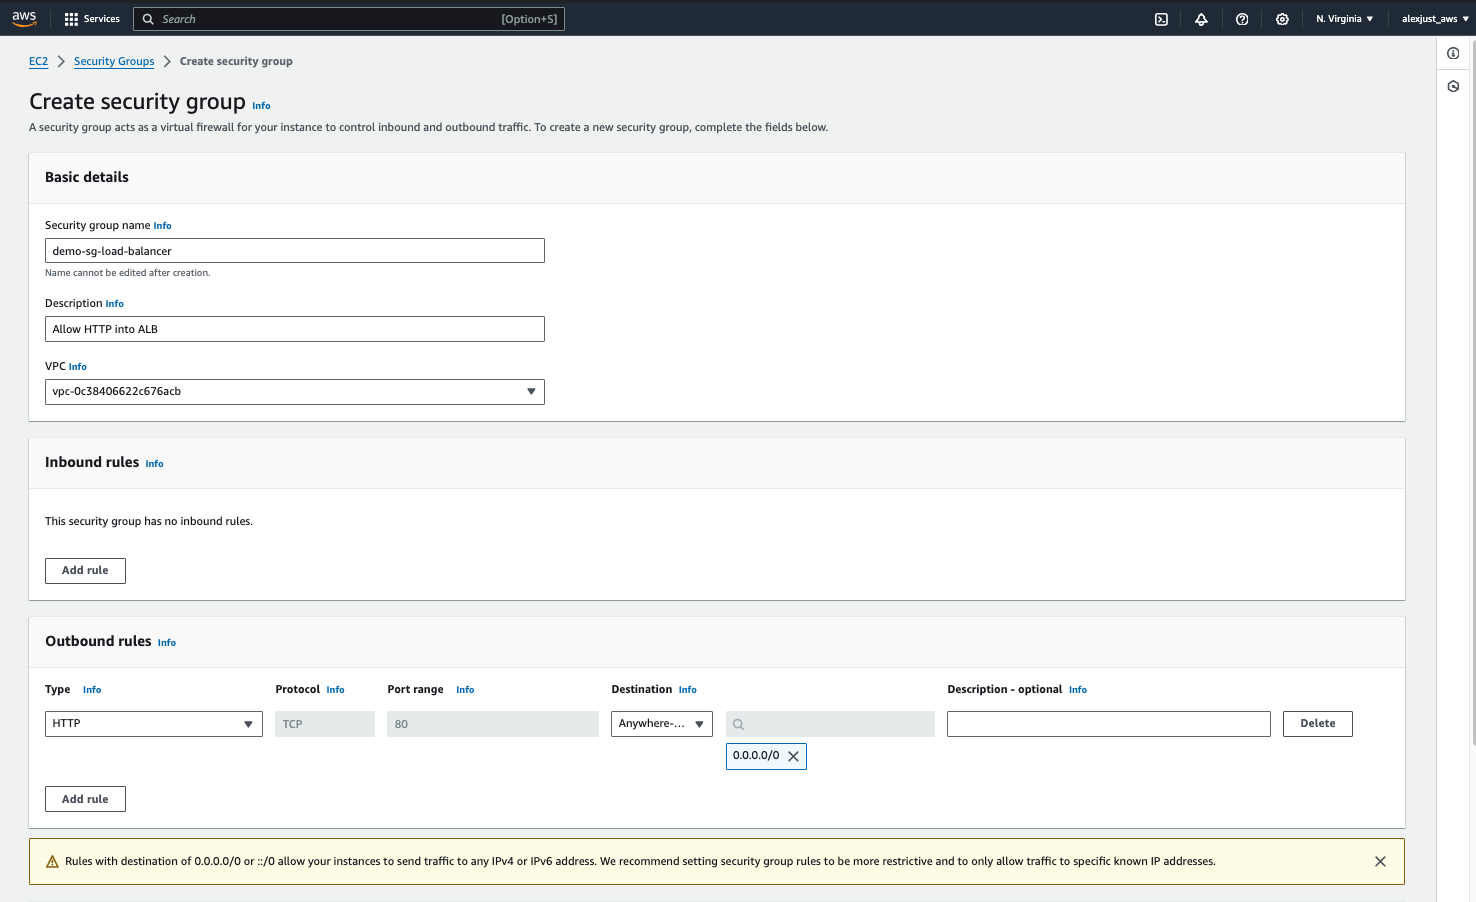 aws Services Search [Option+S] N. Virginia ▼ alexjust_aws ▼
EC2 > Security Groups > Create security group
Create security group Info
A security group acts as a virtual firewall for your instance to control inbound and outbound traffic. To create a new security group, complete the fields below.
Basic details
Security group name Info
demo-sg-load-balancer
Name cannot be edited after creation.
Description Info
Allow HTTP into ALB
VPC Info
vpc-0c38406622c676acb
Inbound rules Info
This security group has no inbound rules.
Add rule
Outbound rules Info
Type Info Protocol Info Port range Info Destination Info Description - optional Info
HTTP TCP 80 Anywhere-... Delete
0.0.0.0/0
Add rule
Rules with destination of 0.0.0.0/0 or ::/0 allow your instances to send traffic to any IPv4 or IPv6 address. We recommend setting security group rules to be more restrictive and to only allow traffic to specific known IP addresses.